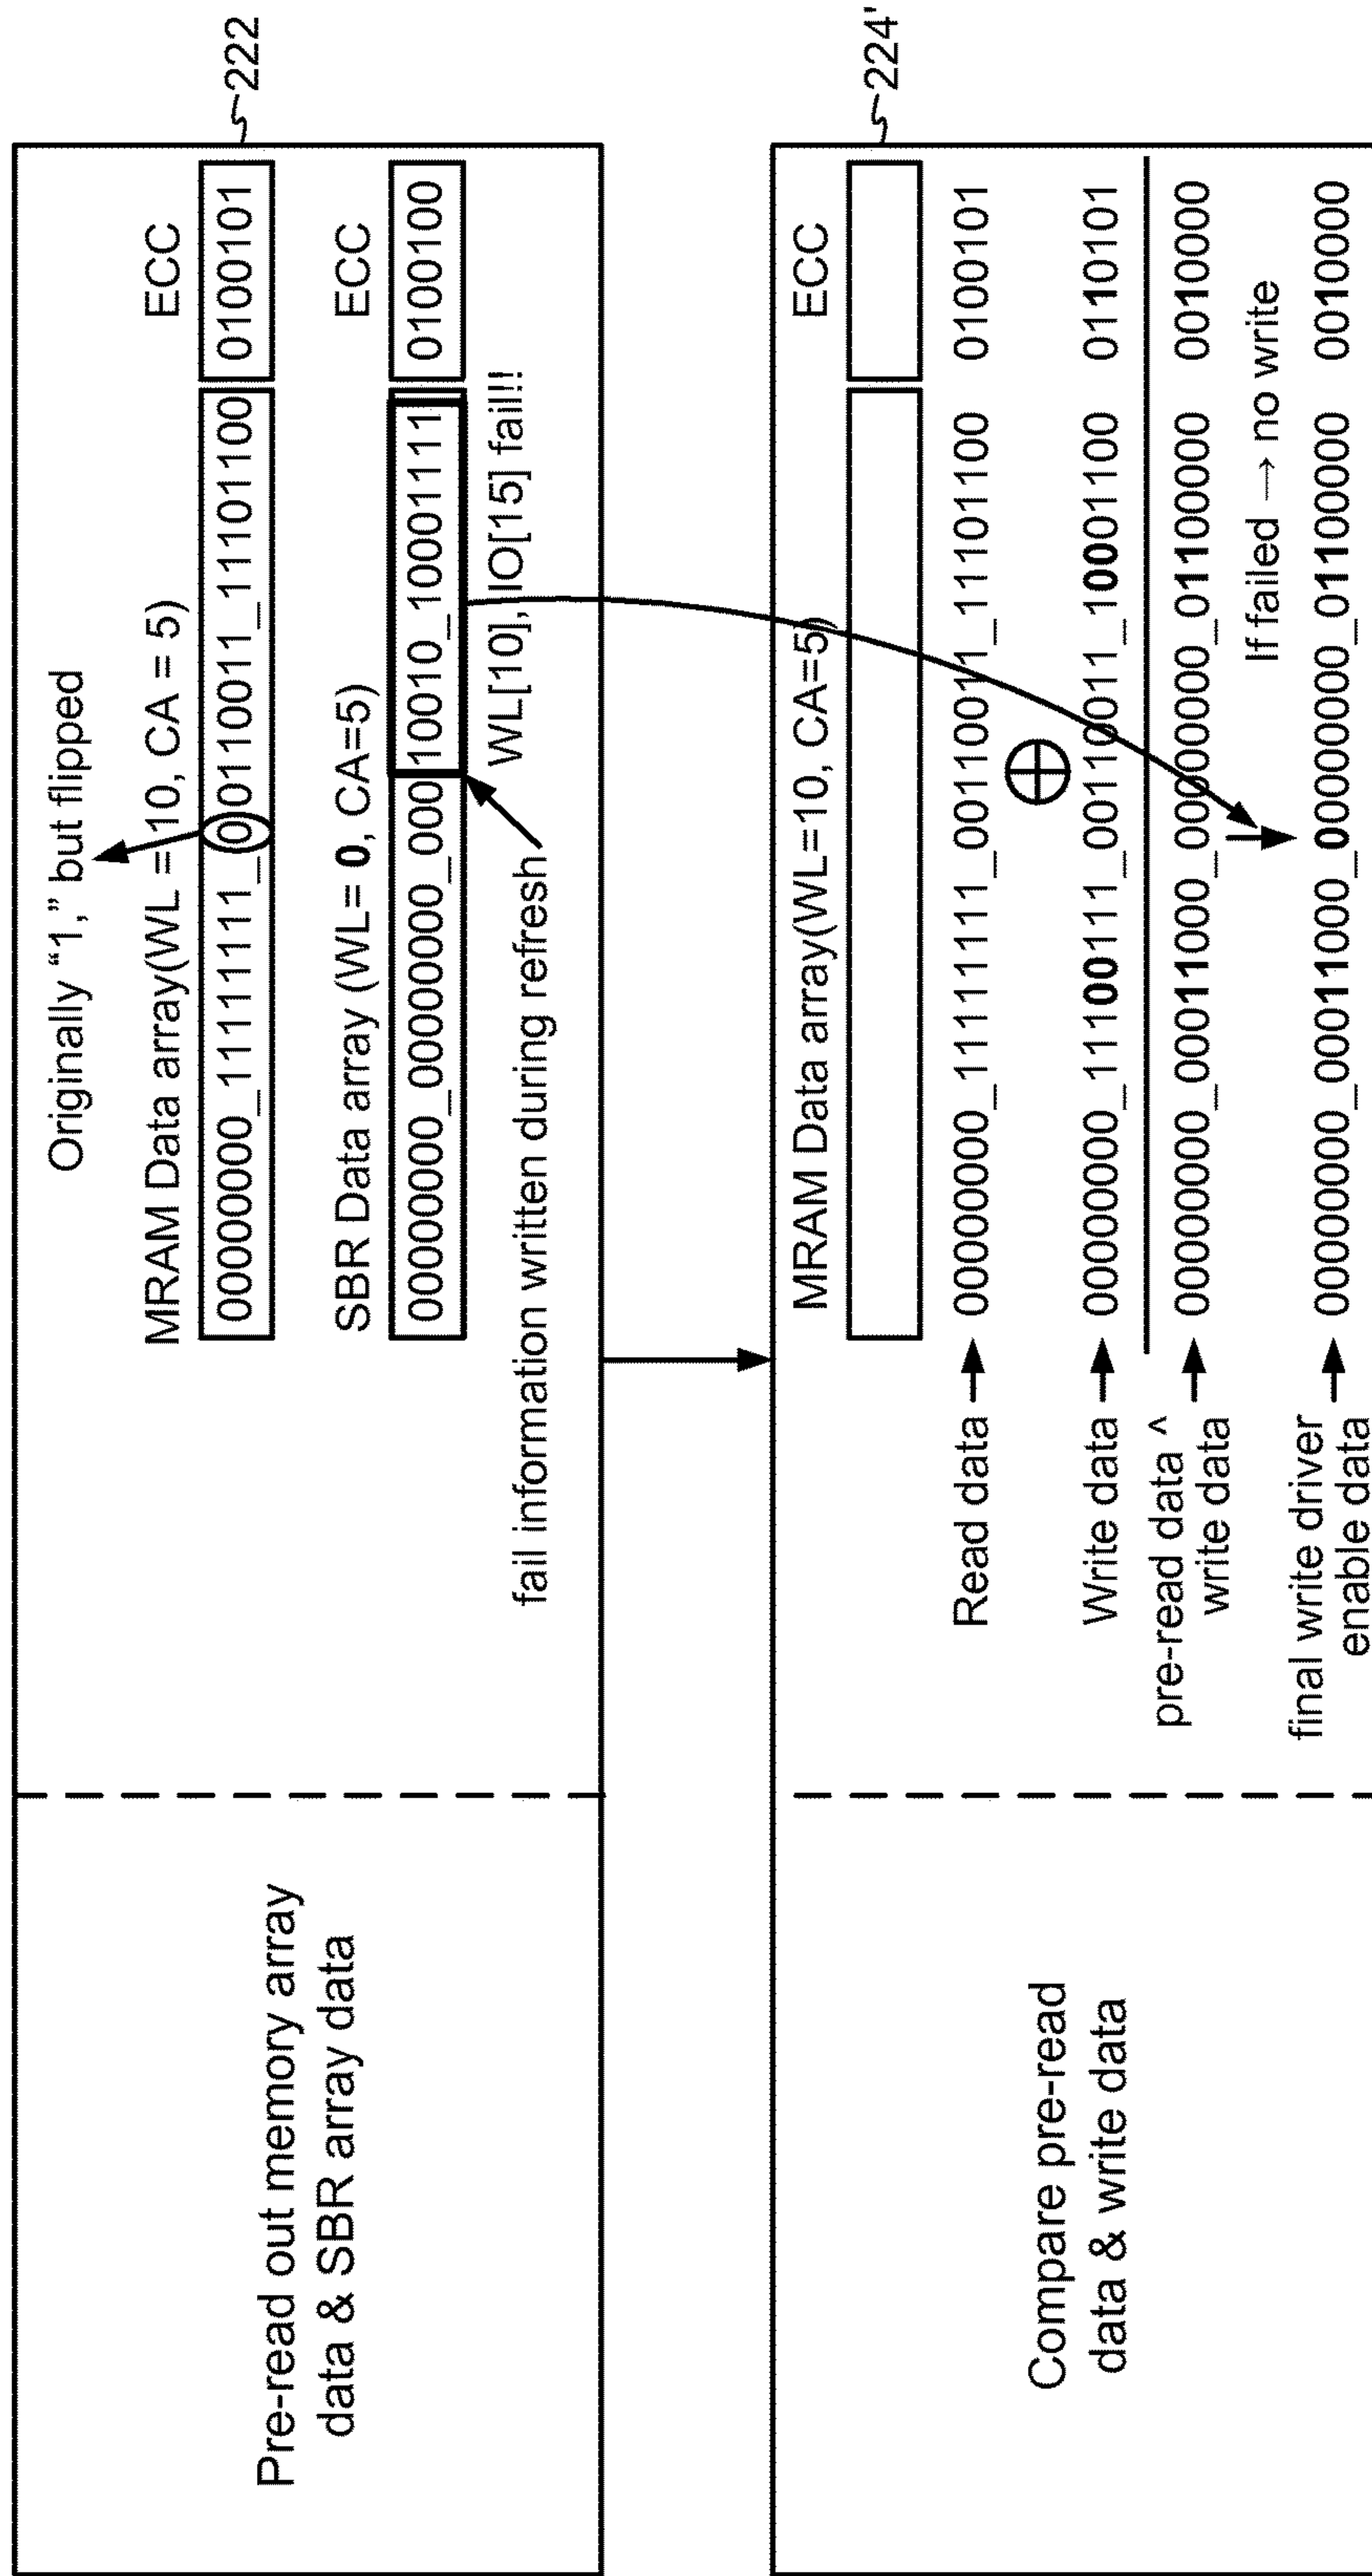 Pre-read out memory array
data & SBR array data
Originally “1,” but flipped
MRAM Data array(WL =10, CA = 5) ECC
00000000_11111111_00110011_11101100 0100101
222
SBR Data array (WL= 0, CA=5) ECC
00000000_00000000_00010010_10001111 0100100
WL[10], IO[15] fail!!
fail information written during refresh
Compare pre-read
data & write data
MRAM Data array(WL=10, CA=5) ECC
224'
Read data 00000000_11111111_00110011_11101100 0100101
Write data 00000000_11100111_00110011_10001100 0110101
pre-read data ^
write data 00000000_00011000_00000000_01100000 0010000
If failed → no write
final write driver
enable data 00000000_00011000_00000000_01100000 0010000